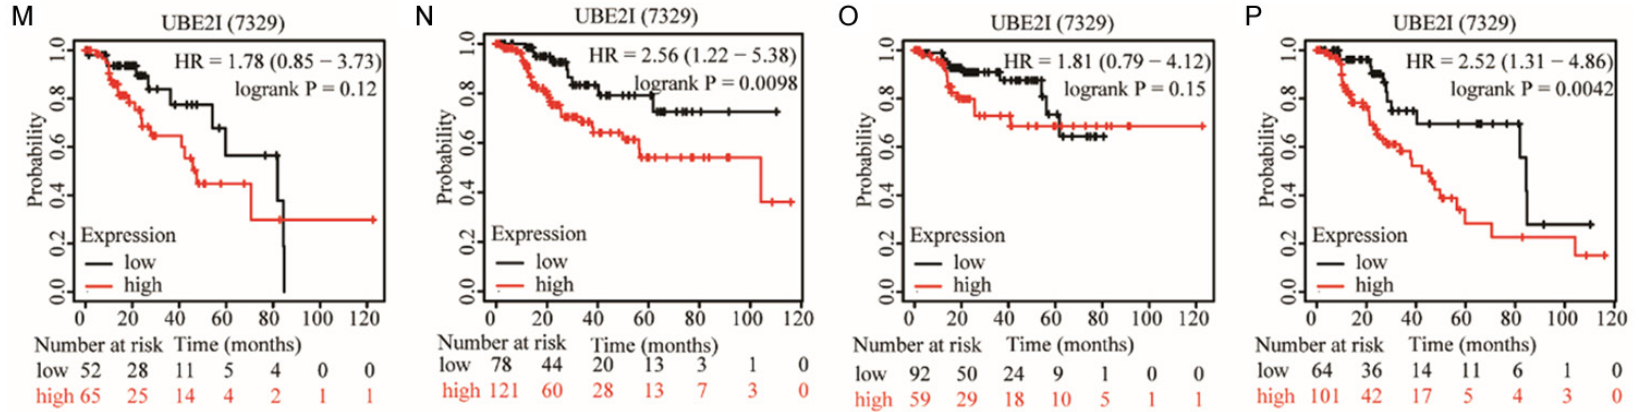 M
UBE2I (7329)
HR = 1.78 (0.85 − 3.73)
logrank P = 0.12
Probability
1.0
0.8
0.6
0.4
0.2
0.0
Expression
low
high
0 20 40 60 80 100 120
Number at risk Time (months)
low 52 28 11 5 4 0 0
high 65 25 14 4 2 1 1
N
UBE2I (7329)
HR = 2.56 (1.22 − 5.38)
logrank P = 0.0098
Probability
1.0
0.8
0.6
0.4
0.2
0.0
Expression
low
high
0 20 40 60 80 100 120
Number at risk Time (months)
low 78 44 20 13 3 1 0
high 121 60 28 13 7 3 0
O
UBE2I (7329)
HR = 1.81 (0.79 − 4.12)
logrank P = 0.15
Probability
1.0
0.8
0.6
0.4
0.2
0.0
Expression
low
high
0 20 40 60 80 100 120
Number at risk Time (months)
low 92 50 24 9 1 0 0
high 59 29 18 10 5 1 1
P
UBE2I (7329)
HR = 2.52 (1.31 − 4.86)
logrank P = 0.0042
Probability
1.0
0.8
0.6
0.4
0.2
0.0
Expression
low
high
0 20 40 60 80 100 120
Number at risk Time (months)
low 64 36 14 11 6 1 0
high 101 42 17 5 4 3 0